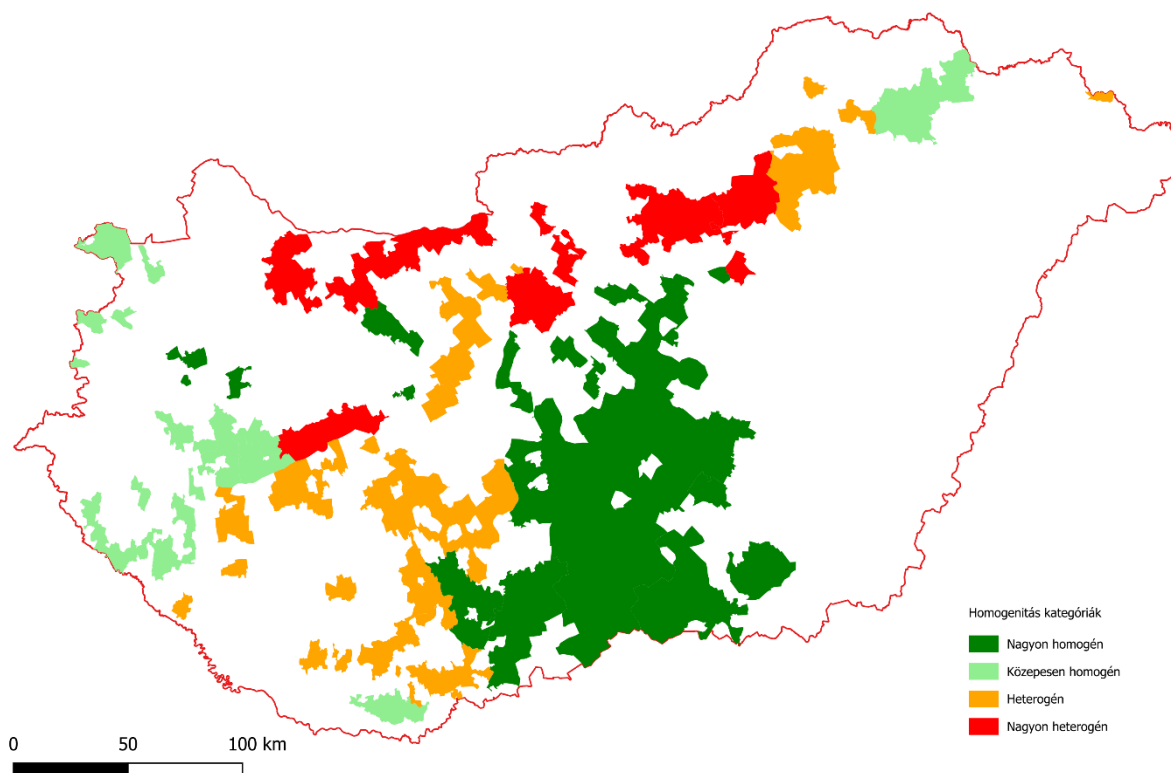 Homogenitás kategóriák
Nagyon homogén
Közepesen homogén
Heterogén
Nagyon heterogén
0 50 100 km